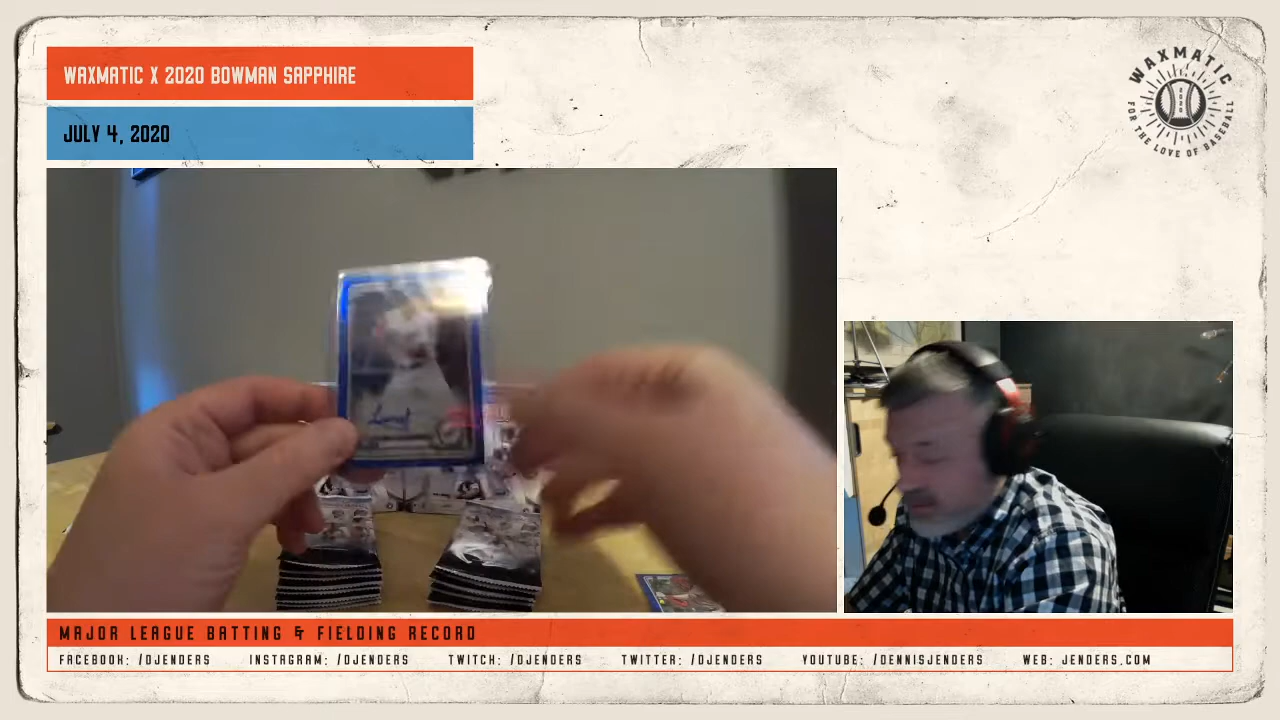 WAXMATIC X 2020 BOWMAN SAPPHIRE
JULY 4, 2020
WAXMATIC
2020
FOR THE LOVE OF BASEBALL
MAJOR LEAGUE BATTING & FIELDING RECORD
FACEBOOK: /DJENDERS INSTAGRAM: /DJENDERS TWITCH: /DJENDERS TWITTER: /DJENDERS YOUTUBE: /DENNISJENDERS WEB: JENDERS.COM